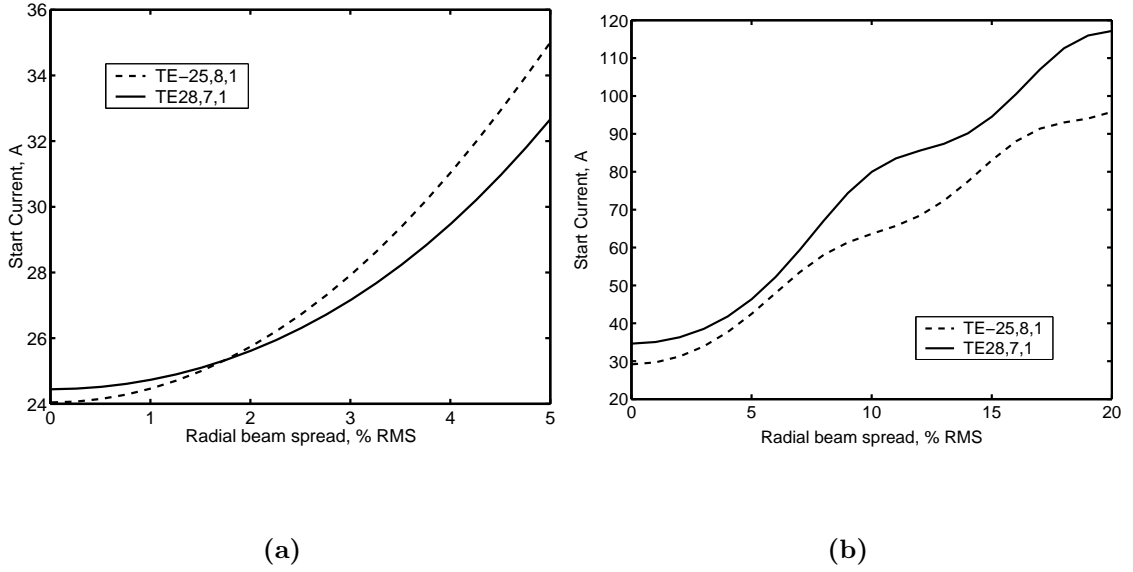 36
34
32
30
28
26
24
0
1
2
3
4
5
Start Current, A
Radial beam spread, % RMS
TE−25,8,1
TE28,7,1
(a)
120
110
100
90
80
70
60
50
40
30
20
0
5
10
15
20
Start Current, A
Radial beam spread, % RMS
TE−25,8,1
TE28,7,1
(b)